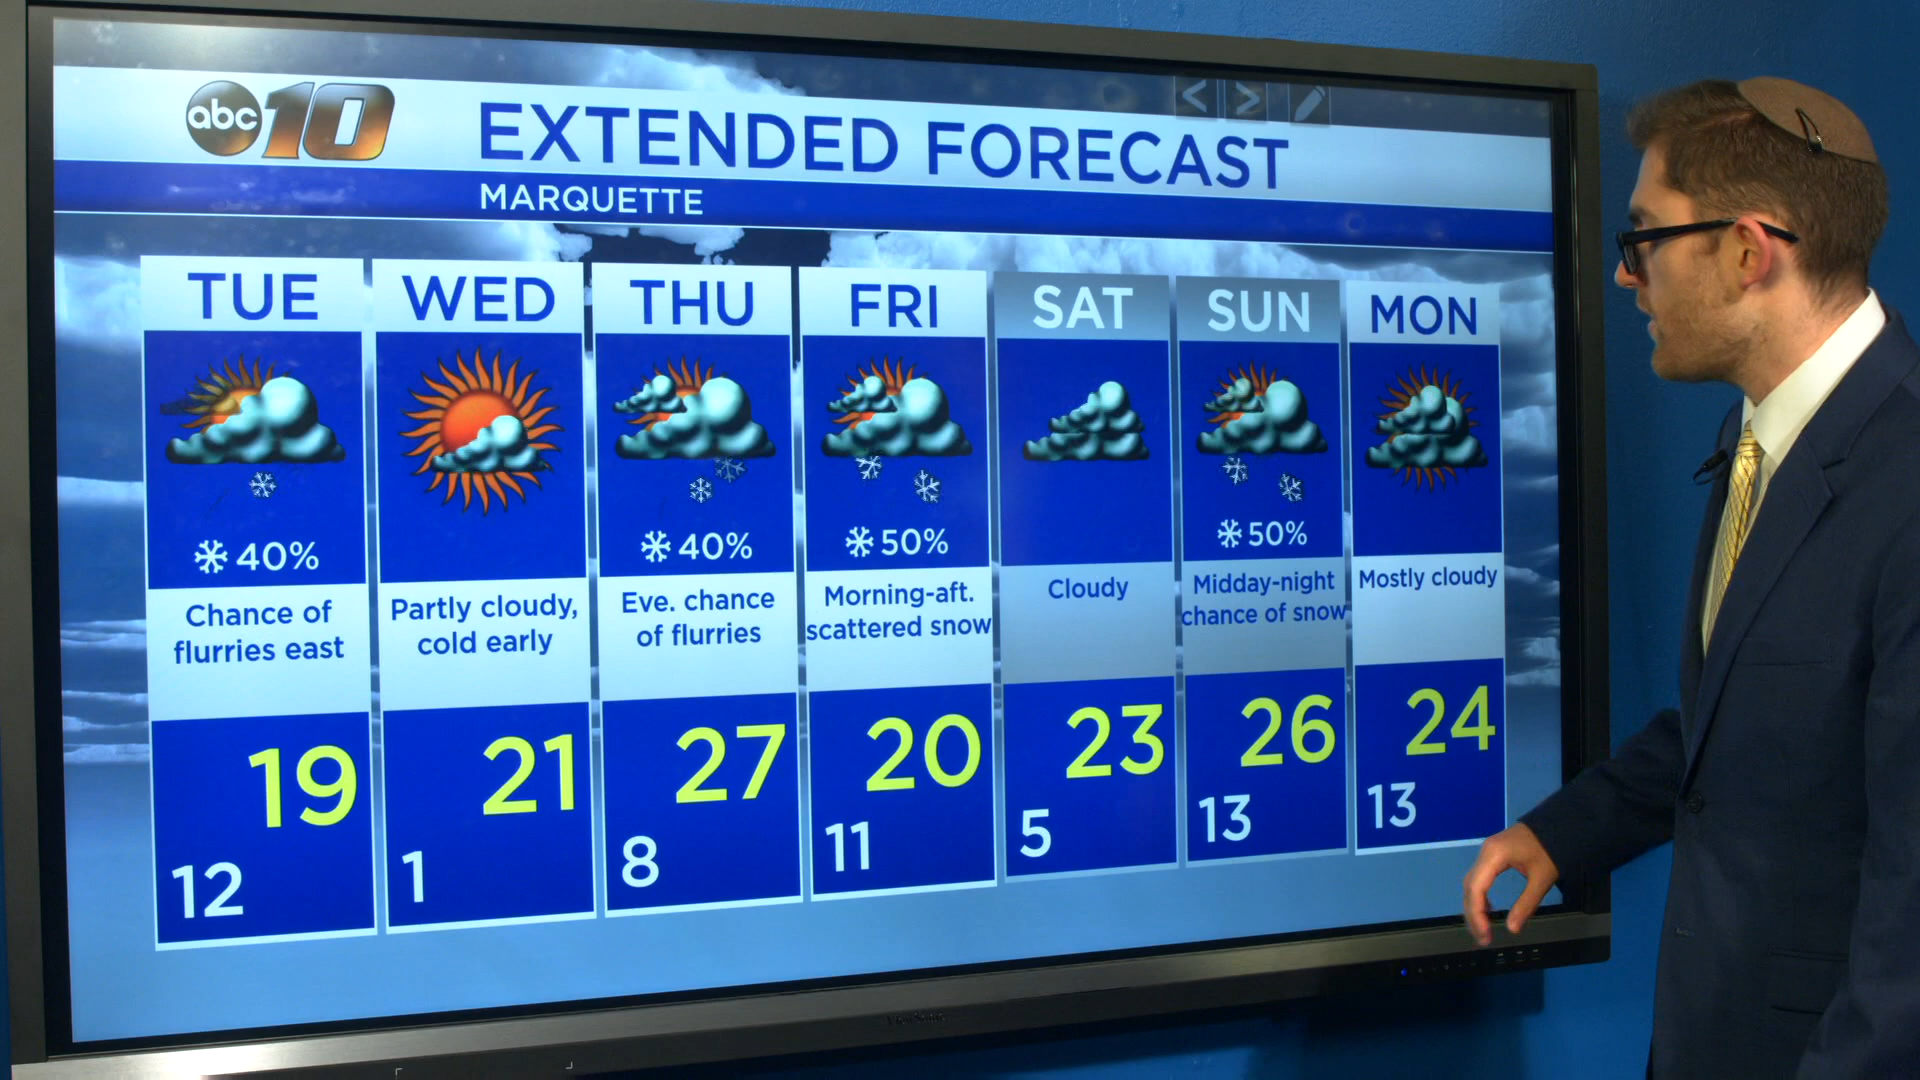 abc 10
EXTENDED FORECAST
MARQUETTE
TUE
40%
Chance of
flurries east
19
12
WED
Partly cloudy,
cold early
21
1
THU
40%
Eve. chance
of flurries
27
8
FRI
50%
Morning-aft.
scattered snow
20
11
SAT
Cloudy
23
5
SUN
50%
Midday-night
chance of snow
26
13
MON
Mostly cloudy
24
13